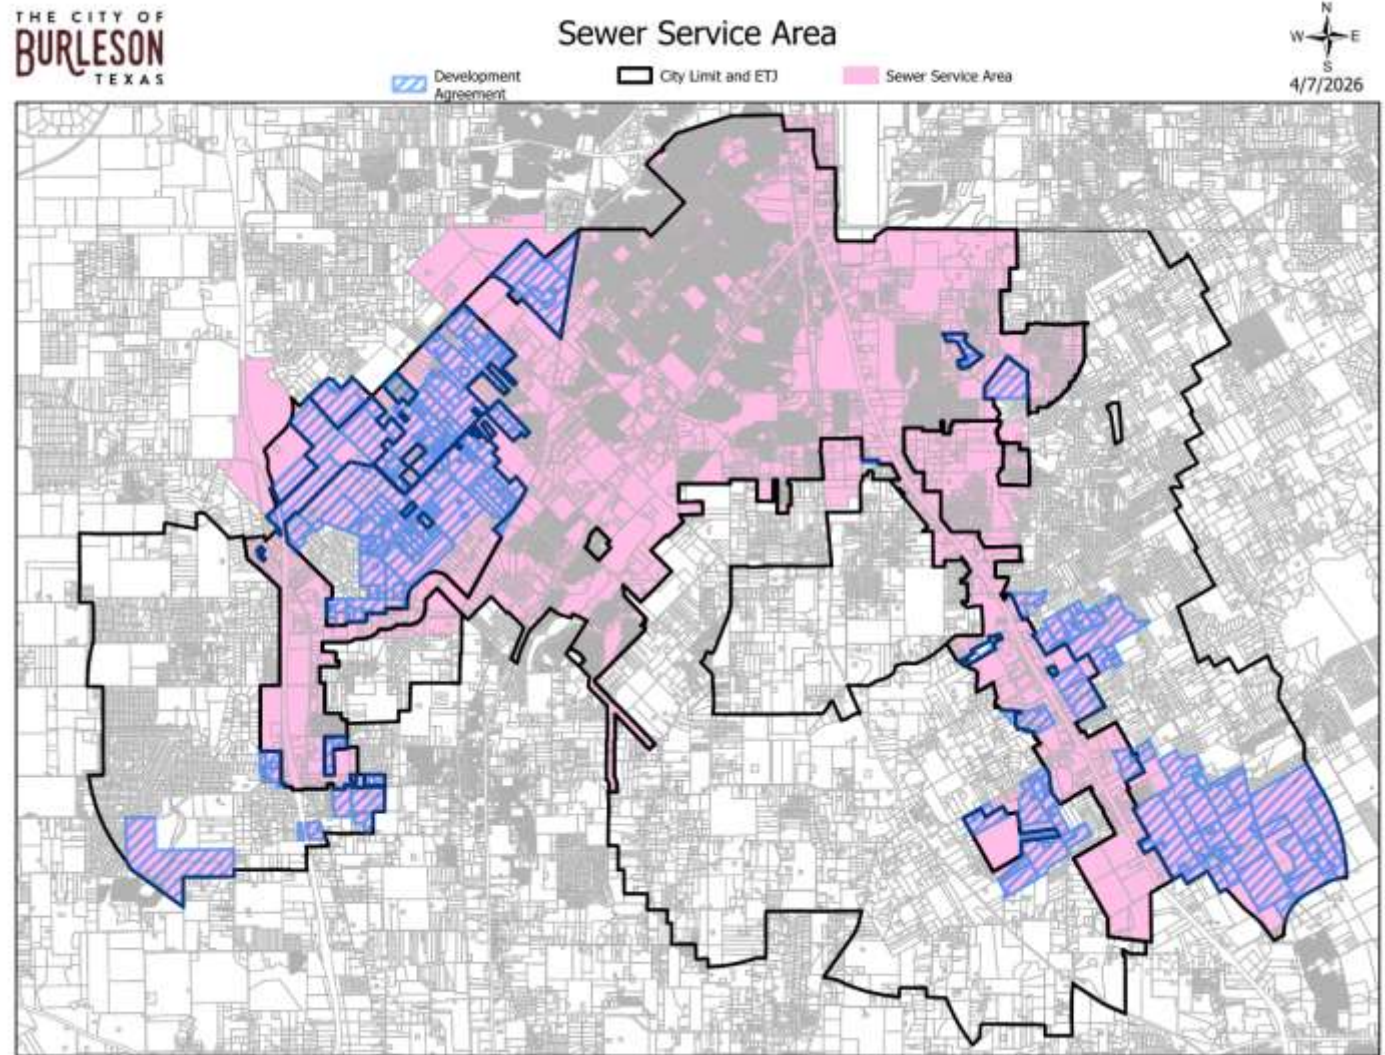 THE CITY OF
BURLESON
TEXAS
Sewer Service Area
Development
Agreement
City Limit and ETJ
Sewer Service Area
N
W E
S
4/7/2026